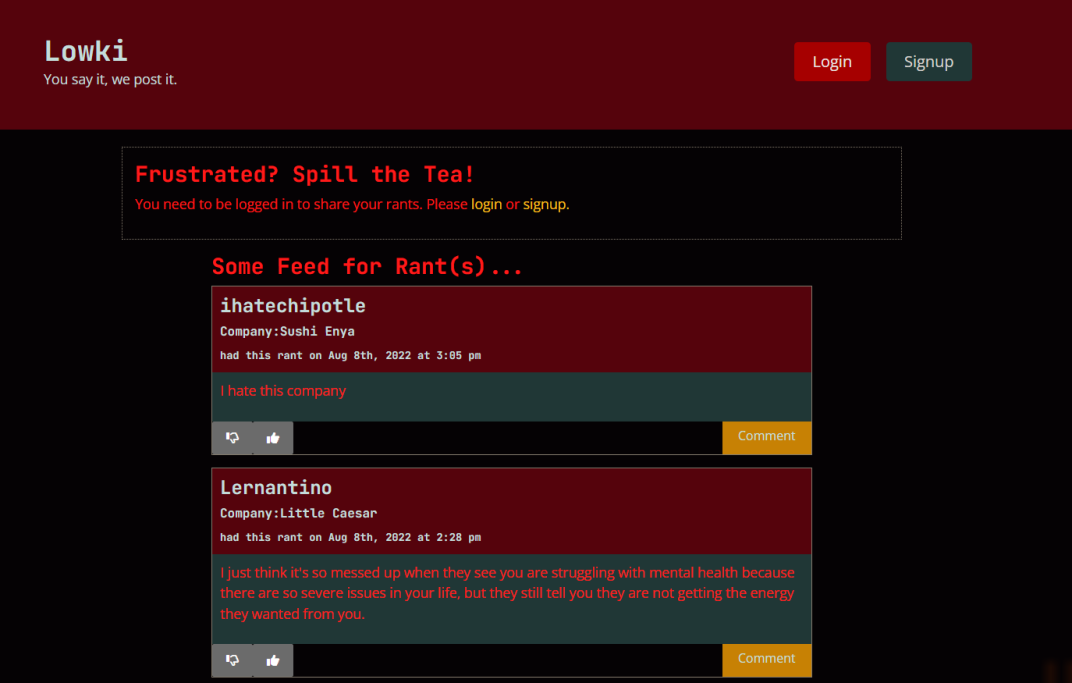 Lowki
You say it, we post it.
Login
Signup
Frustrated? Spill the Tea!
You need to be logged in to share your rants. Please login or signup.
Some Feed for Rant(s)...
ihatechipotle
Company:Sushi Enya
had this rant on Aug 8th, 2022 at 3:05 pm
I hate this company
Comment
Lernantino
Company:Little Caesar
had this rant on Aug 8th, 2022 at 2:28 pm
I just think it's so messed up when they see you are struggling with mental health because
there are so severe issues in your life, but they still tell you they are not getting the energy
they wanted from you.
Comment